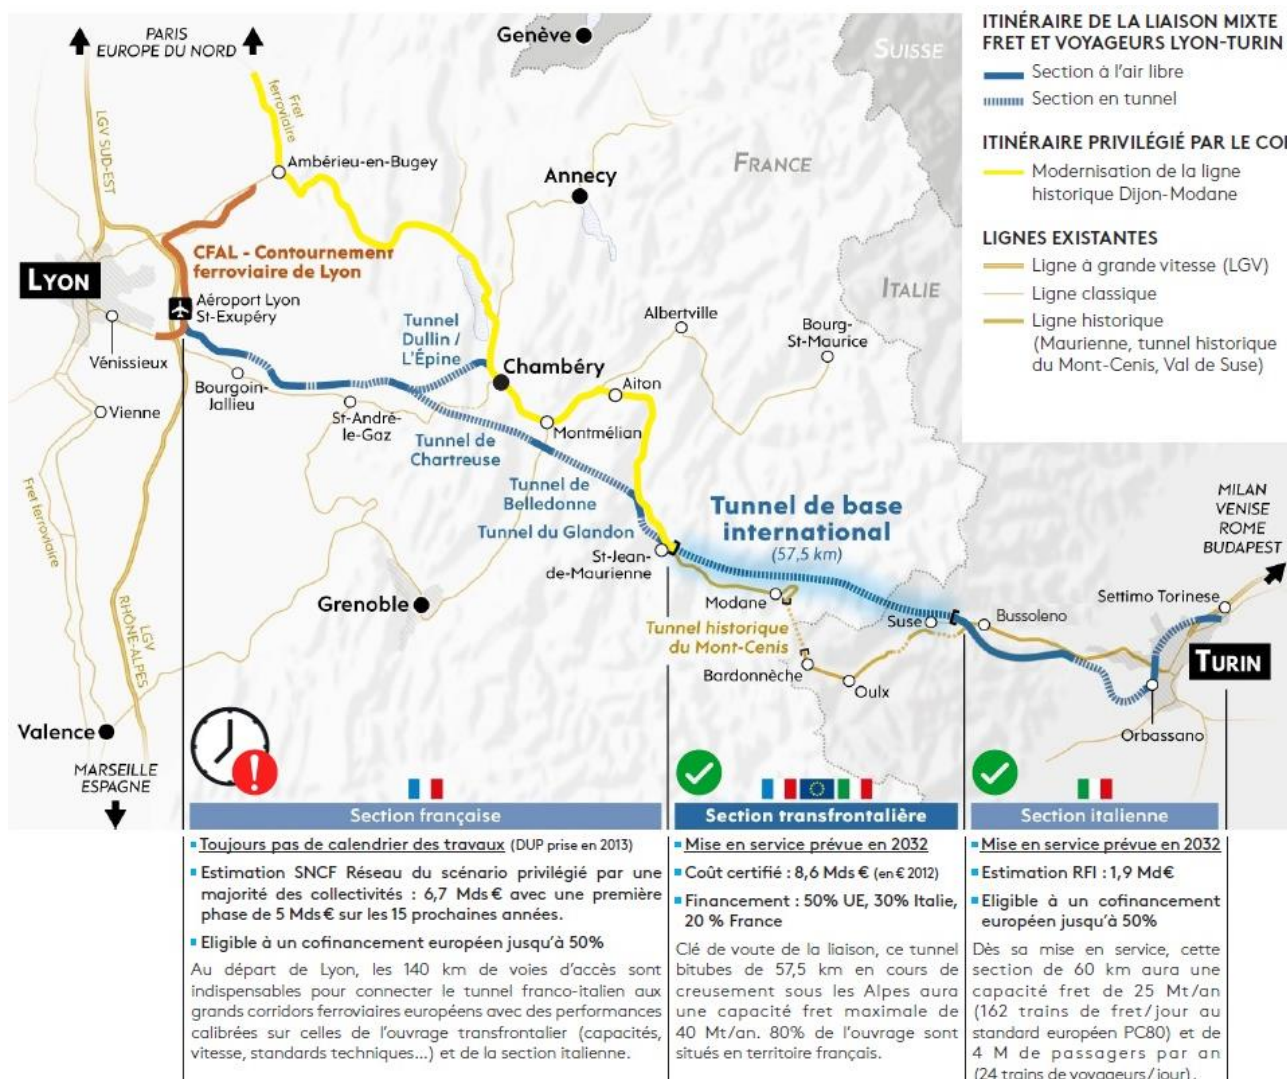 PARIS
EUROPE DU NORD
Genève
SUISSE
LGV SUD-EST
Fret
ferroviaire
Ambérieu-en-Bugey
FRANCE
Annecy
CFAL - Contournement
ferroviaire de Lyon
LYON
Aéroport Lyon
St-Exupéry
ITALIE
Tunnel
Dullin /
L'Épine
Albertville
Bourg-
St-Maurice
Vénissieux
Chambéry
Bourgoin-
Jallieu
Aiton
Vienne
St-André-
le-Gaz
Montmélian
Tunnel de
Chartreuse
Tunnel de
Belledonne
Tunnel du Glandon
Fret ferroviaire
Tunnel de base
international
(57,5 km)
St-Jean-
de-Maurienne
MILAN
VENISE
ROME
BUDAPEST
Grenoble
LGV
RHÔNE-ALPES
Modane
Tunnel historique
du Mont-Cenis
Suse
Bussoleno
Settimo Torinese
Bardonnèche
Oulx
TURIN
Orbassano
Valence
MARSEILLE
ESPAGNE
ITINÉRAIRE DE LA LIAISON MIXTE
FRET ET VOYAGEURS LYON-TURIN
Section à l'air libre
Section en tunnel
ITINÉRAIRE PRIVILÉGIÉ PAR LE
Modernisation de la ligne
historique Dijon-Modane
LIGNES EXISTANTES
Ligne à grande vitesse (LGV)
Ligne classique
Ligne historique
(Maurienne, tunnel historique
du Mont-Cenis, Val de Suse)
Section française
Toujours pas de calendrier des travaux (DUP prise en 2013)
Estimation SNCF Réseau du scénario privilégié par une
majorité des collectivités : 6,7 Mds € avec une première
phase de 5 Mds € sur les 15 prochaines années.
Eligible à un cofinancement européen jusqu'à 50%
Au départ de Lyon, les 140 km de voies d'accès sont
indispensables pour connecter le tunnel franco-italien aux
grands corridors ferroviaires européens avec des performances
calibrées sur celles de l'ouvrage transfrontalier (capacités,
vitesse, standards techniques...) et de la section italienne.
Section transfrontalière
Mise en service prévue en 2032
Coût certifié : 8,6 Mds € (en € 2012)
Financement : 50% UE, 30% Italie,
20 % France
Clé de voute de la liaison, ce tunnel
bitubes de 57,5 km en cours de
creusement sous les Alpes aura
une capacité fret maximale de
40 Mt/an. 80% de l'ouvrage sont
situés en territoire français.
Section italienne
Mise en service prévue en 2032
Estimation RFI : 1,9 Md€
Eligible à un cofinancement
européen jusqu'à 50%
Dès sa mise en service, cette
section de 60 km aura une
capacité fret de 25 Mt/an
(162 trains de fret/jour au
standard européen PC80) et de
4 M de passagers par an
(24 trains de voyageurs/jour).